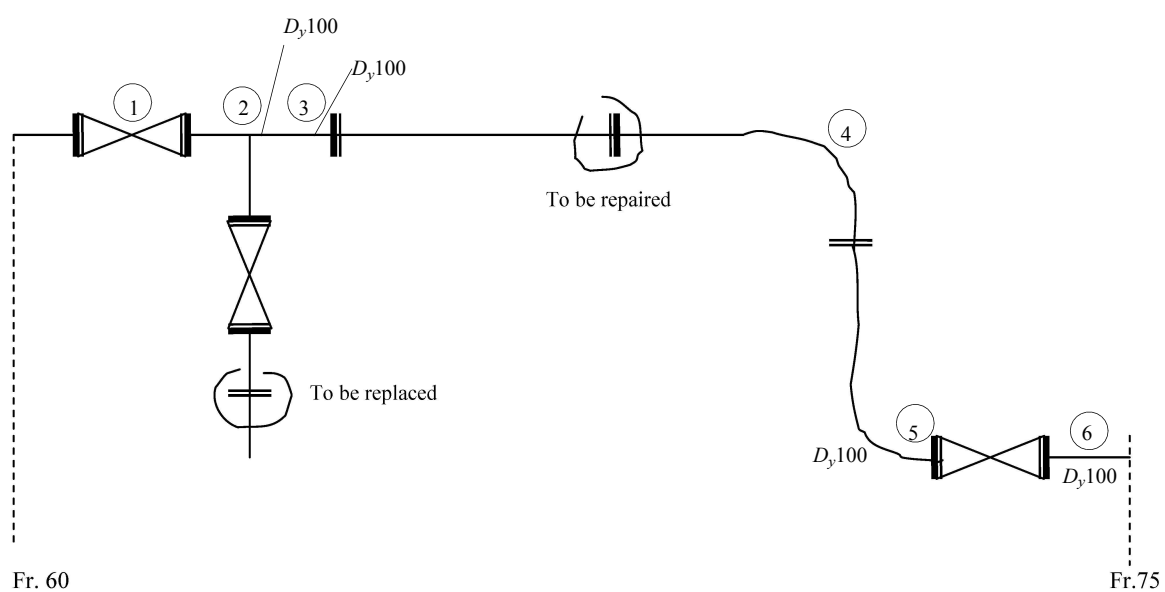 Dy100
Dy100
1
2
3
4
To be repaired
To be replaced
5
6
Dy100
Dy100
Fr. 60
Fr.75